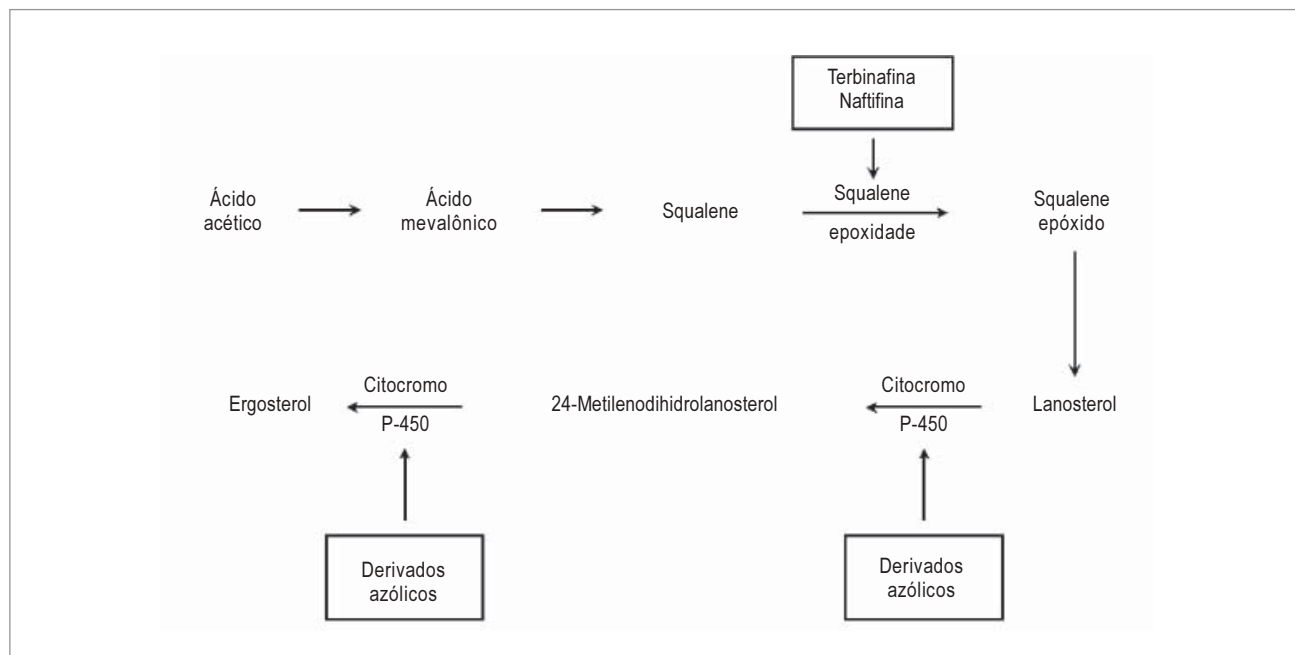 Terbinafina
Naftifina
Ácido
acético
Ácido
mevalônico
Squalene
Squalene
epoxidade
Squalene
epóxido
Ergosterol
Citocromo
P-450
24-Metilenodihidrolanosterol
Citocromo
P-450
Lanosterol
Derivados
azólicos
Derivados
azólicos